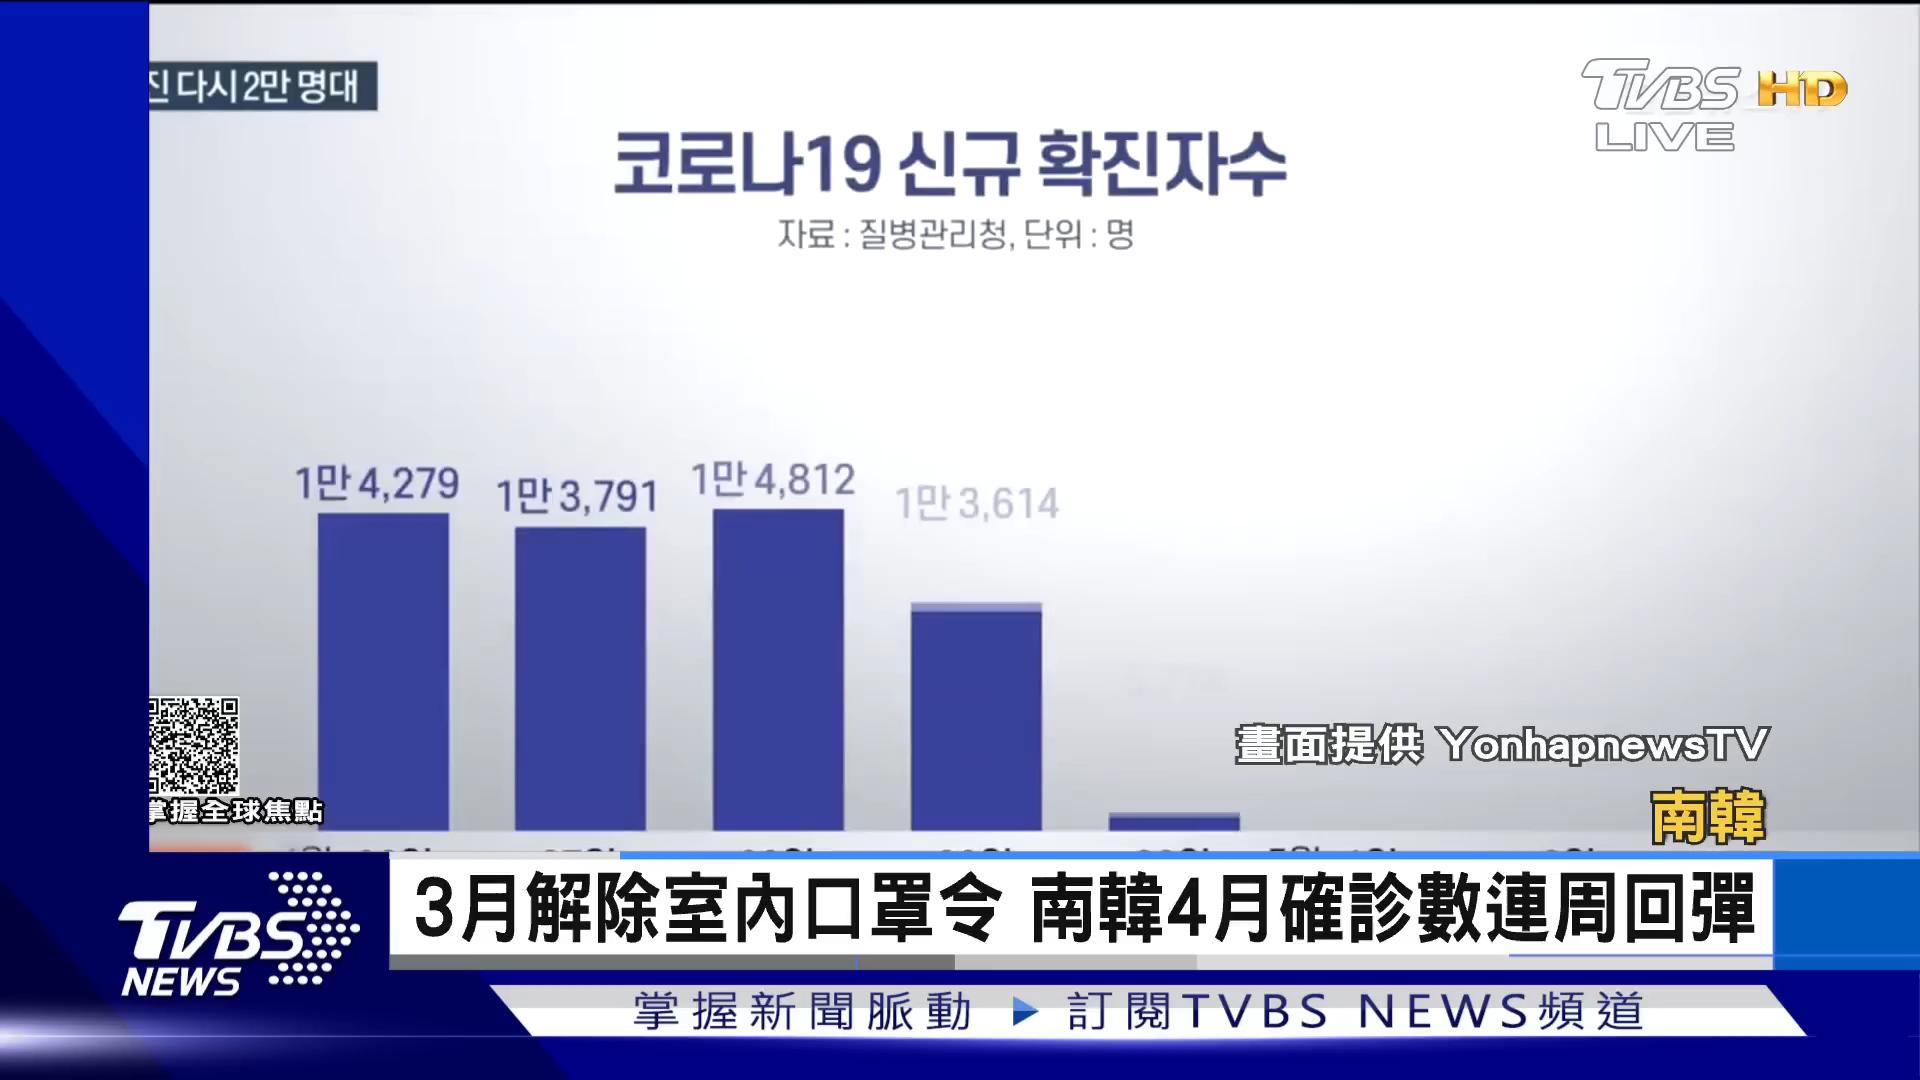 진 다시 2만 명대
TVBS HD
LIVE
코로나19 신규 확진자수
자료 : 질병관리청, 단위 : 명
1만 4,279
1만 3,791
1만 4,812
1만 3,614
畫面提供 YonhapnewsTV
南韓
掌握全球焦點
3月解除室內口罩令 南韓4月確診數連周回彈
TVBS
NEWS
掌握新聞脈動 ▶ 訂閱TVBS NEWS頻道